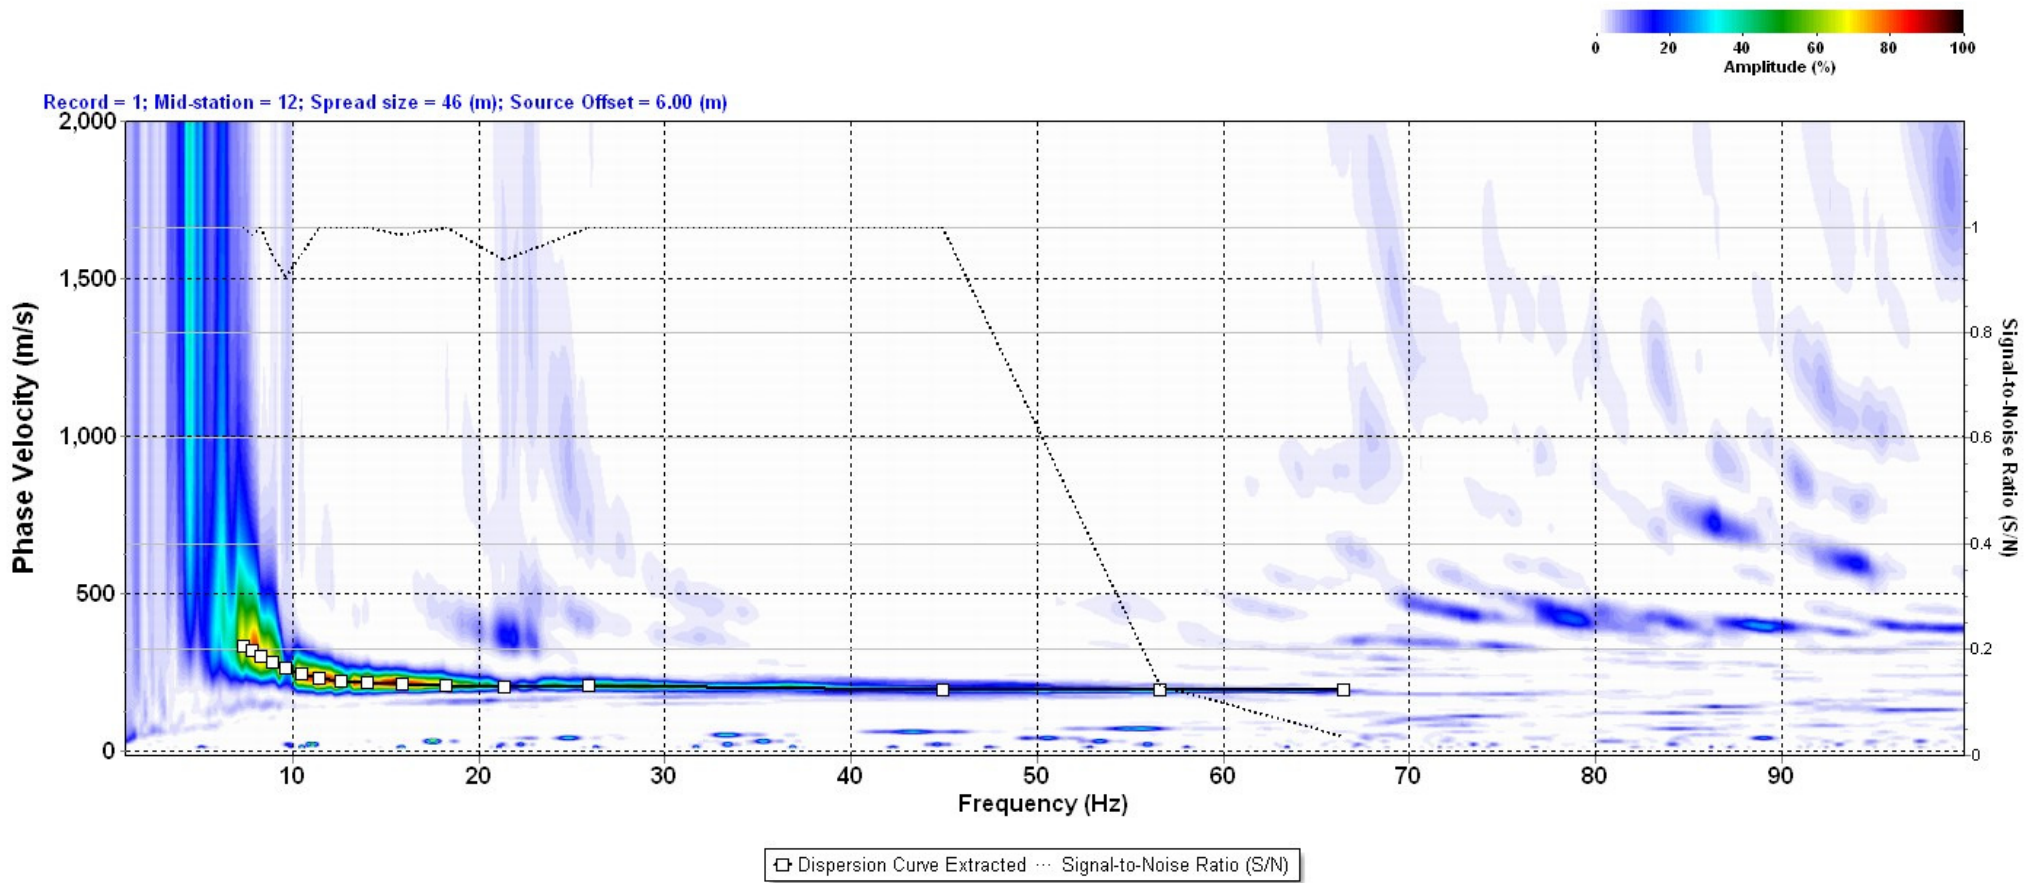 0 20 40 60 80 100
Amplitude (%)
Record = 1; Mid-station = 12; Spread size = 46 (m); Source Offset = 6.00 (m)
2,000
1,500
1,000
500
0
Phase Velocity (m/s)
1
0.8
0.6
0.4
0.2
0
Signal-to-Noise Ratio (S/N)
10 20 30 40 50 60 70 80 90
Frequency (Hz)
Dispersion Curve Extracted Signal-to-Noise Ratio (S/N)